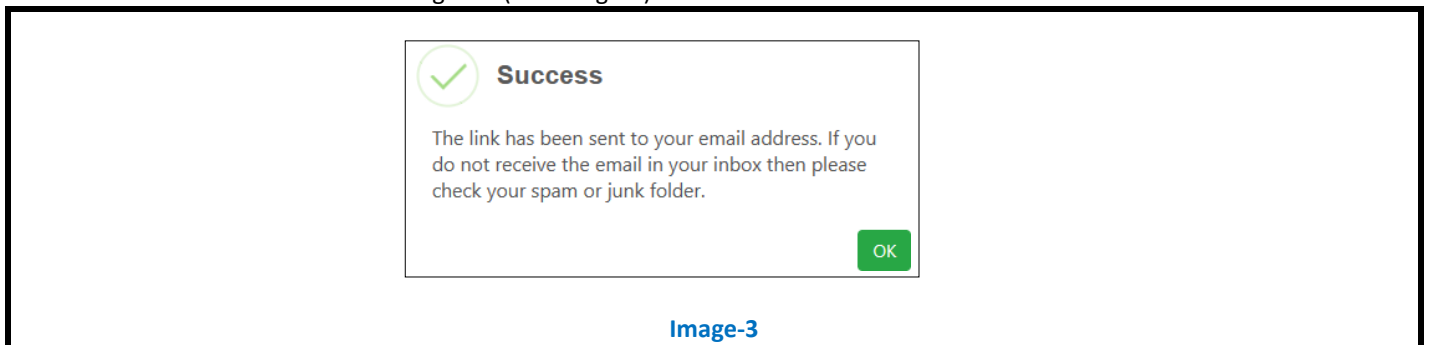 Success
The link has been sent to your email address. If you
do not receive the email in your inbox then please
check your spam or junk folder.
OK
Image-3